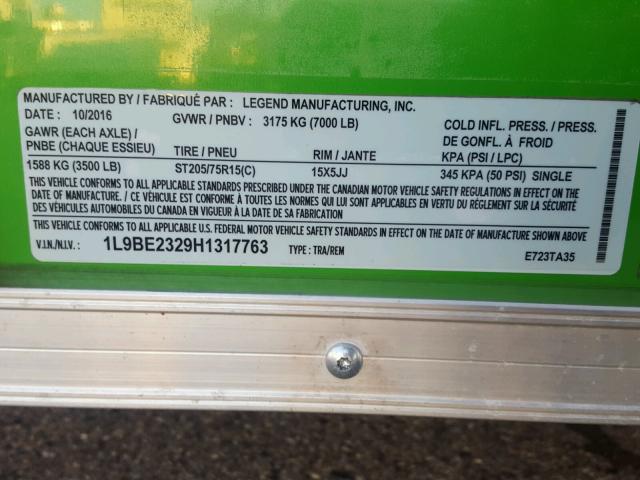 MANUFACTURED BY / FABRIQUÉ PAR : LEGEND MANUFACTURING, INC.
DATE : 10/2016 GVWR / PNBV : 3175 KG (7000 LB)
GAWR (EACH AXLE) / PNBE (CHAQUE ESSIEU) TIRE / PNEU RIM / JANTE COLD INFL. PRESS. / PRESS. DE GONFL. À FROID KPA (PSI / LPC)
1588 KG (3500 LB) ST205/75R15(C) 15X5JJ 345 KPA (50 PSI) SINGLE
THIS VEHICLE CONFORMS TO ALL APPLICABLE STANDARDS PRESCRIBED UNDER THE CANADIAN MOTOR VEHICLE SAFETY REGULATIONS IN EFFECT ON THE
DATE OF MANUFACTURE. / CE VÉHICULE EST CONFORME À TOUTES LES NORMES QUI LUI SONT APPLICABLES EN VERTU DU RÈGLEMENT SUR LA SÉCURITÉ
DES VÉHICULES AUTOMOBILES DU CANADA EN VIGUEUR À LA DATE DE SA FABRICATION
THIS VEHICLE CONFORMS TO ALL APPLICABLE U.S. FEDERAL MOTOR VEHICLE SAFETY STANDARDS IN EFFECT ON THE DATE OF MANUFACTURE SHOWN ABOVE.
V.I.N./N.I.V. : 1L9BE2329H1317763 TYPE : TRA/REM E723TA35